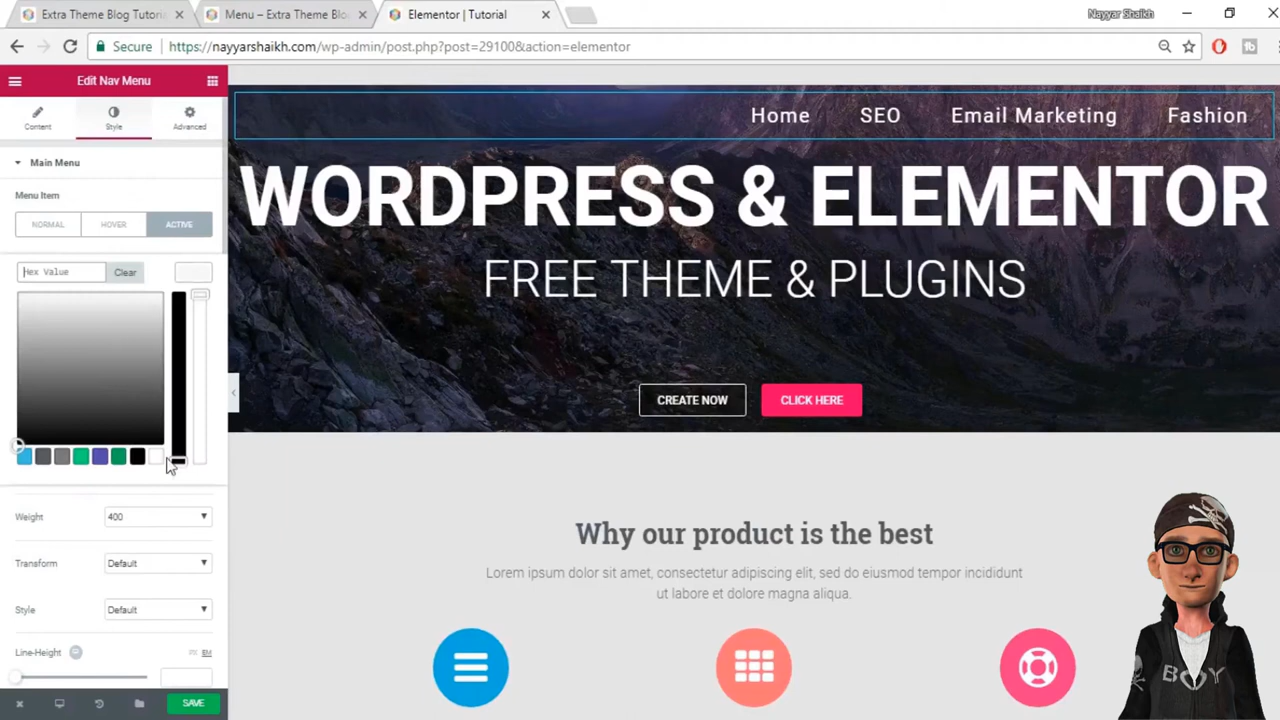 Extra Theme Blog Tutoria
Menu – Extra Theme Blo
Elementor | Tutorial
Nayyar Shaikh
Secure
https://nayyarshaikh.com/wp-admin/post.php?post=29100&action=elementor
Edit Nav Menu
Content
Style
Advanced
Main Menu
Menu Item
NORMAL
HOVER
ACTIVE
Hex Value
Clear
Weight
400
Transform
Default
Style
Default
Line-Height
PX
EM
SAVE
Home
SEO
Email Marketing
Fashion
WORDPRESS & ELEMENTOR
FREE THEME & PLUGINS
CREATE NOW
CLICK HERE
Why our product is the best
Lorem ipsum dolor sit amet, consectetur adipiscing elit, sed do eiusmod tempor incididunt
ut labore et dolore magna aliqua.
BOY